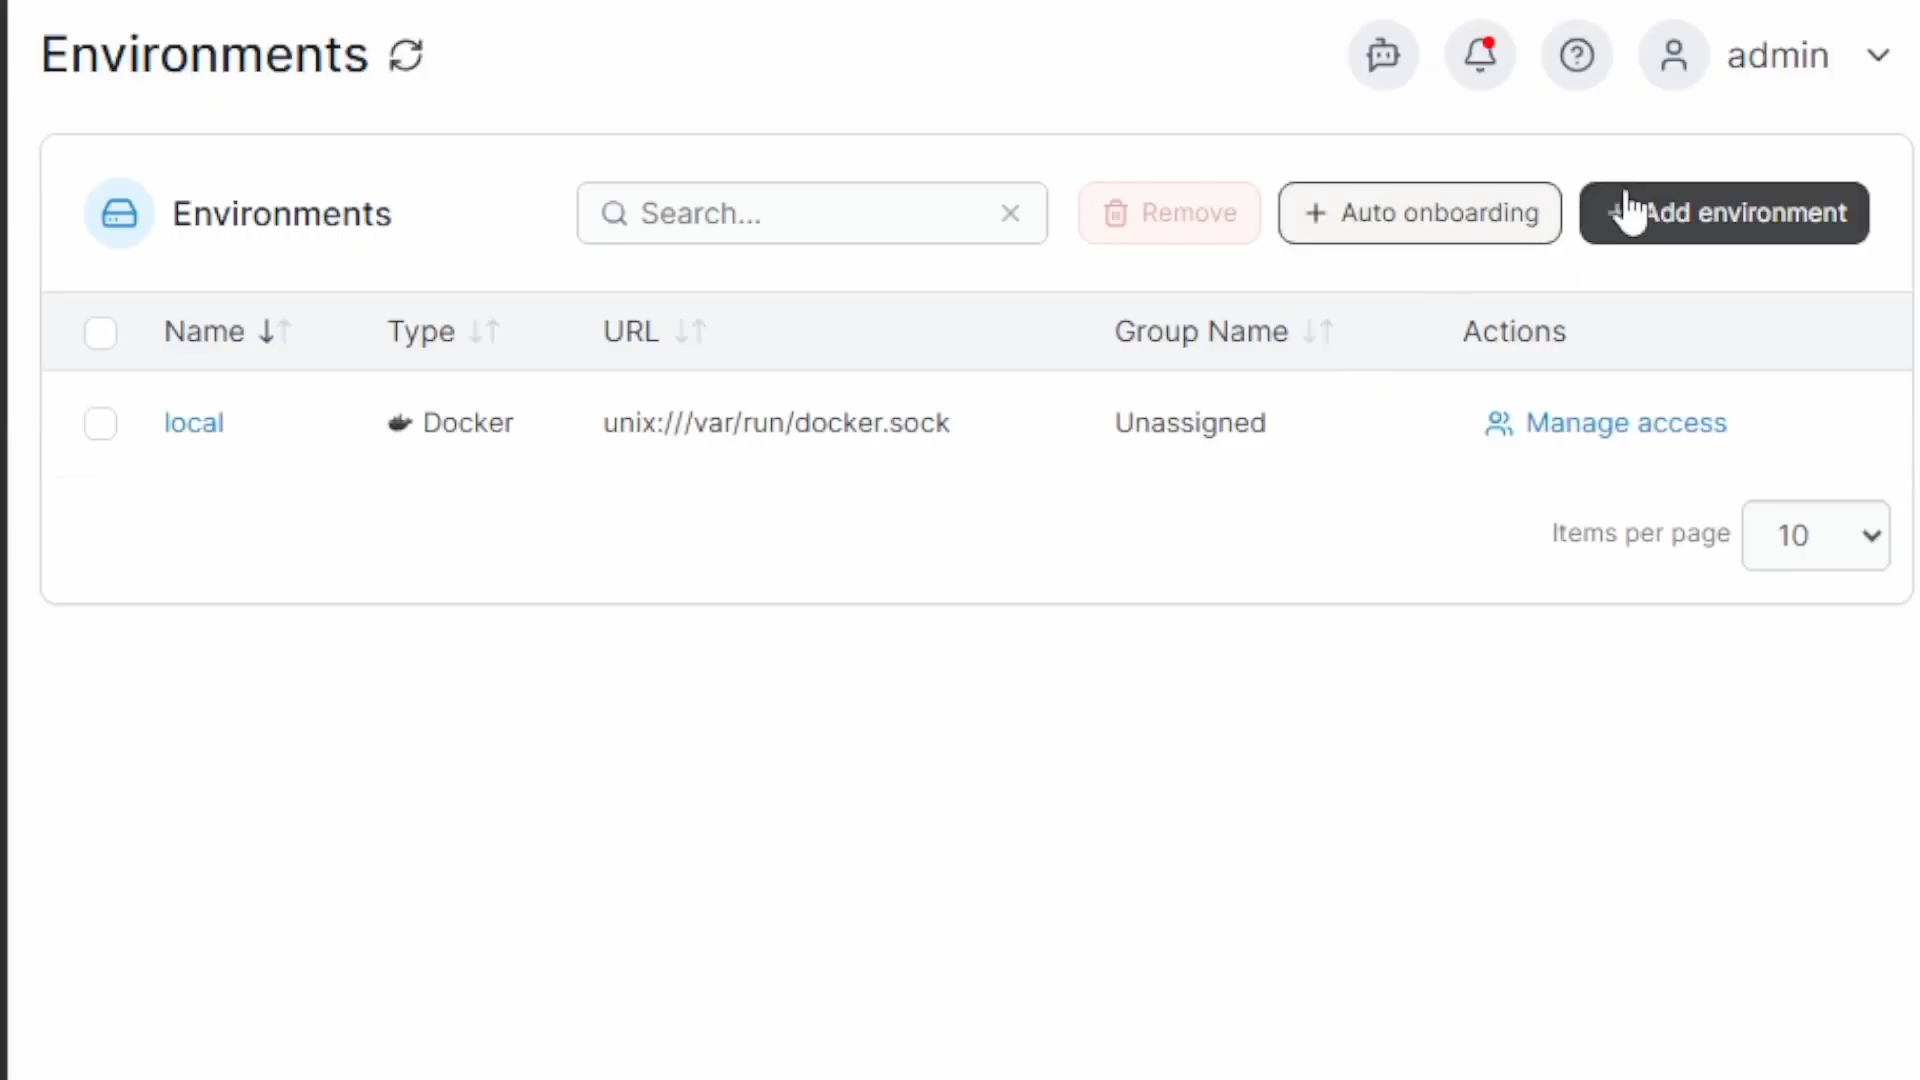 Environments
admin
Environments
Search...
Remove
+ Auto onboarding
Add environment
Name
Type
URL
Group Name
Actions
local
Docker
unix:///var/run/docker.sock
Unassigned
Manage access
Items per page
10